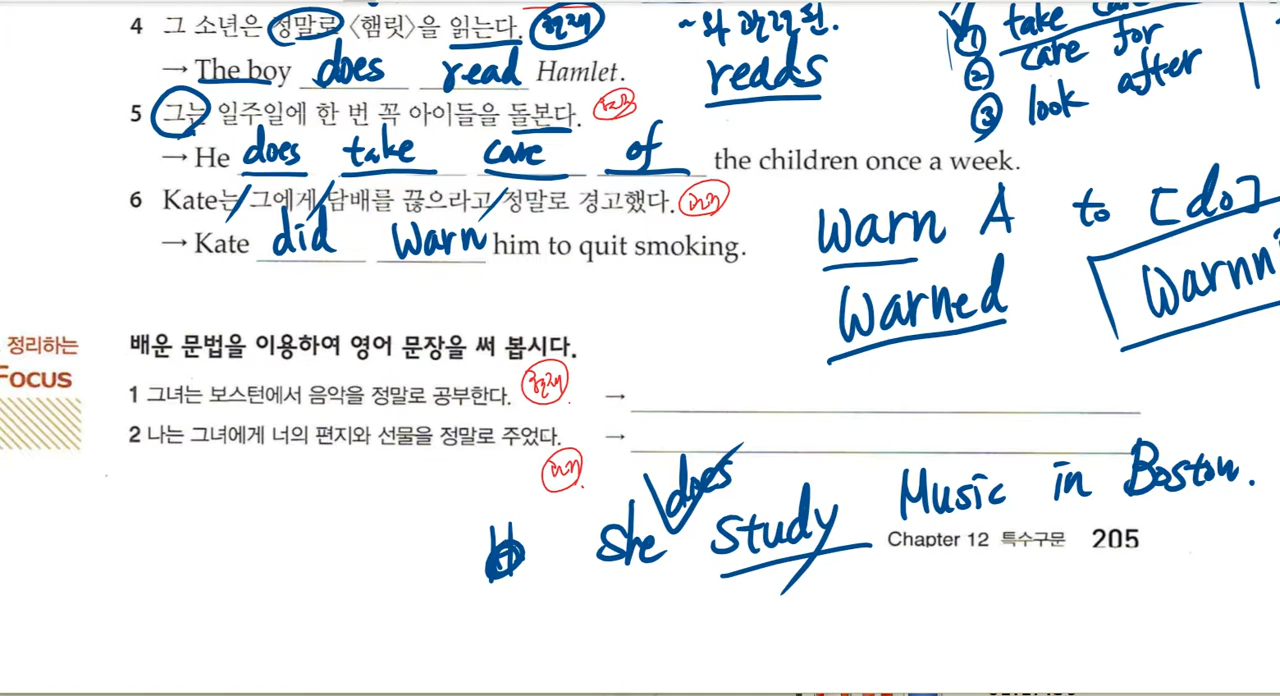 4 그 소년은 정말로 〈햄릿〉을 읽는다. 현재
→ The boy does read Hamlet.
~와 관련된.
reads
① take care
② care for
③ look after
5 그는 일주일에 한 번 꼭 아이들을 돌본다. 현재
→ He does take care of the children once a week.
6 Kate는 / 그에게 / 담배를 끊으라고 / 정말로 경고했다. 과거
→ Kate did warn him to quit smoking.
warn A to [do]
warned
정리하는
FOCUS
배운 문법을 이용하여 영어 문장을 써 봅시다.
1 그녀는 보스턴에서 음악을 정말로 공부한다. 현재 →
2 나는 그녀에게 너의 편지와 선물을 정말로 주었다. 과거 →
She does study Music in Boston.
Chapter 12 특수구문 205